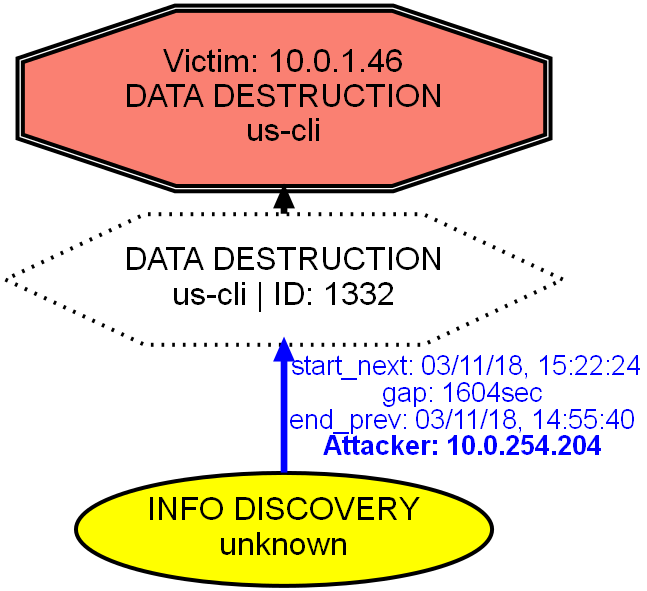 Victim: 10.0.1.46
DATA DESTRUCTION
us-cli
DATA DESTRUCTION
us-cli | ID: 1332
start_next: 03/11/18, 15:22:24
gap: 1604sec
end_prev: 03/11/18, 14:55:40
Attacker: 10.0.254.204
INFO DISCOVERY
unknown